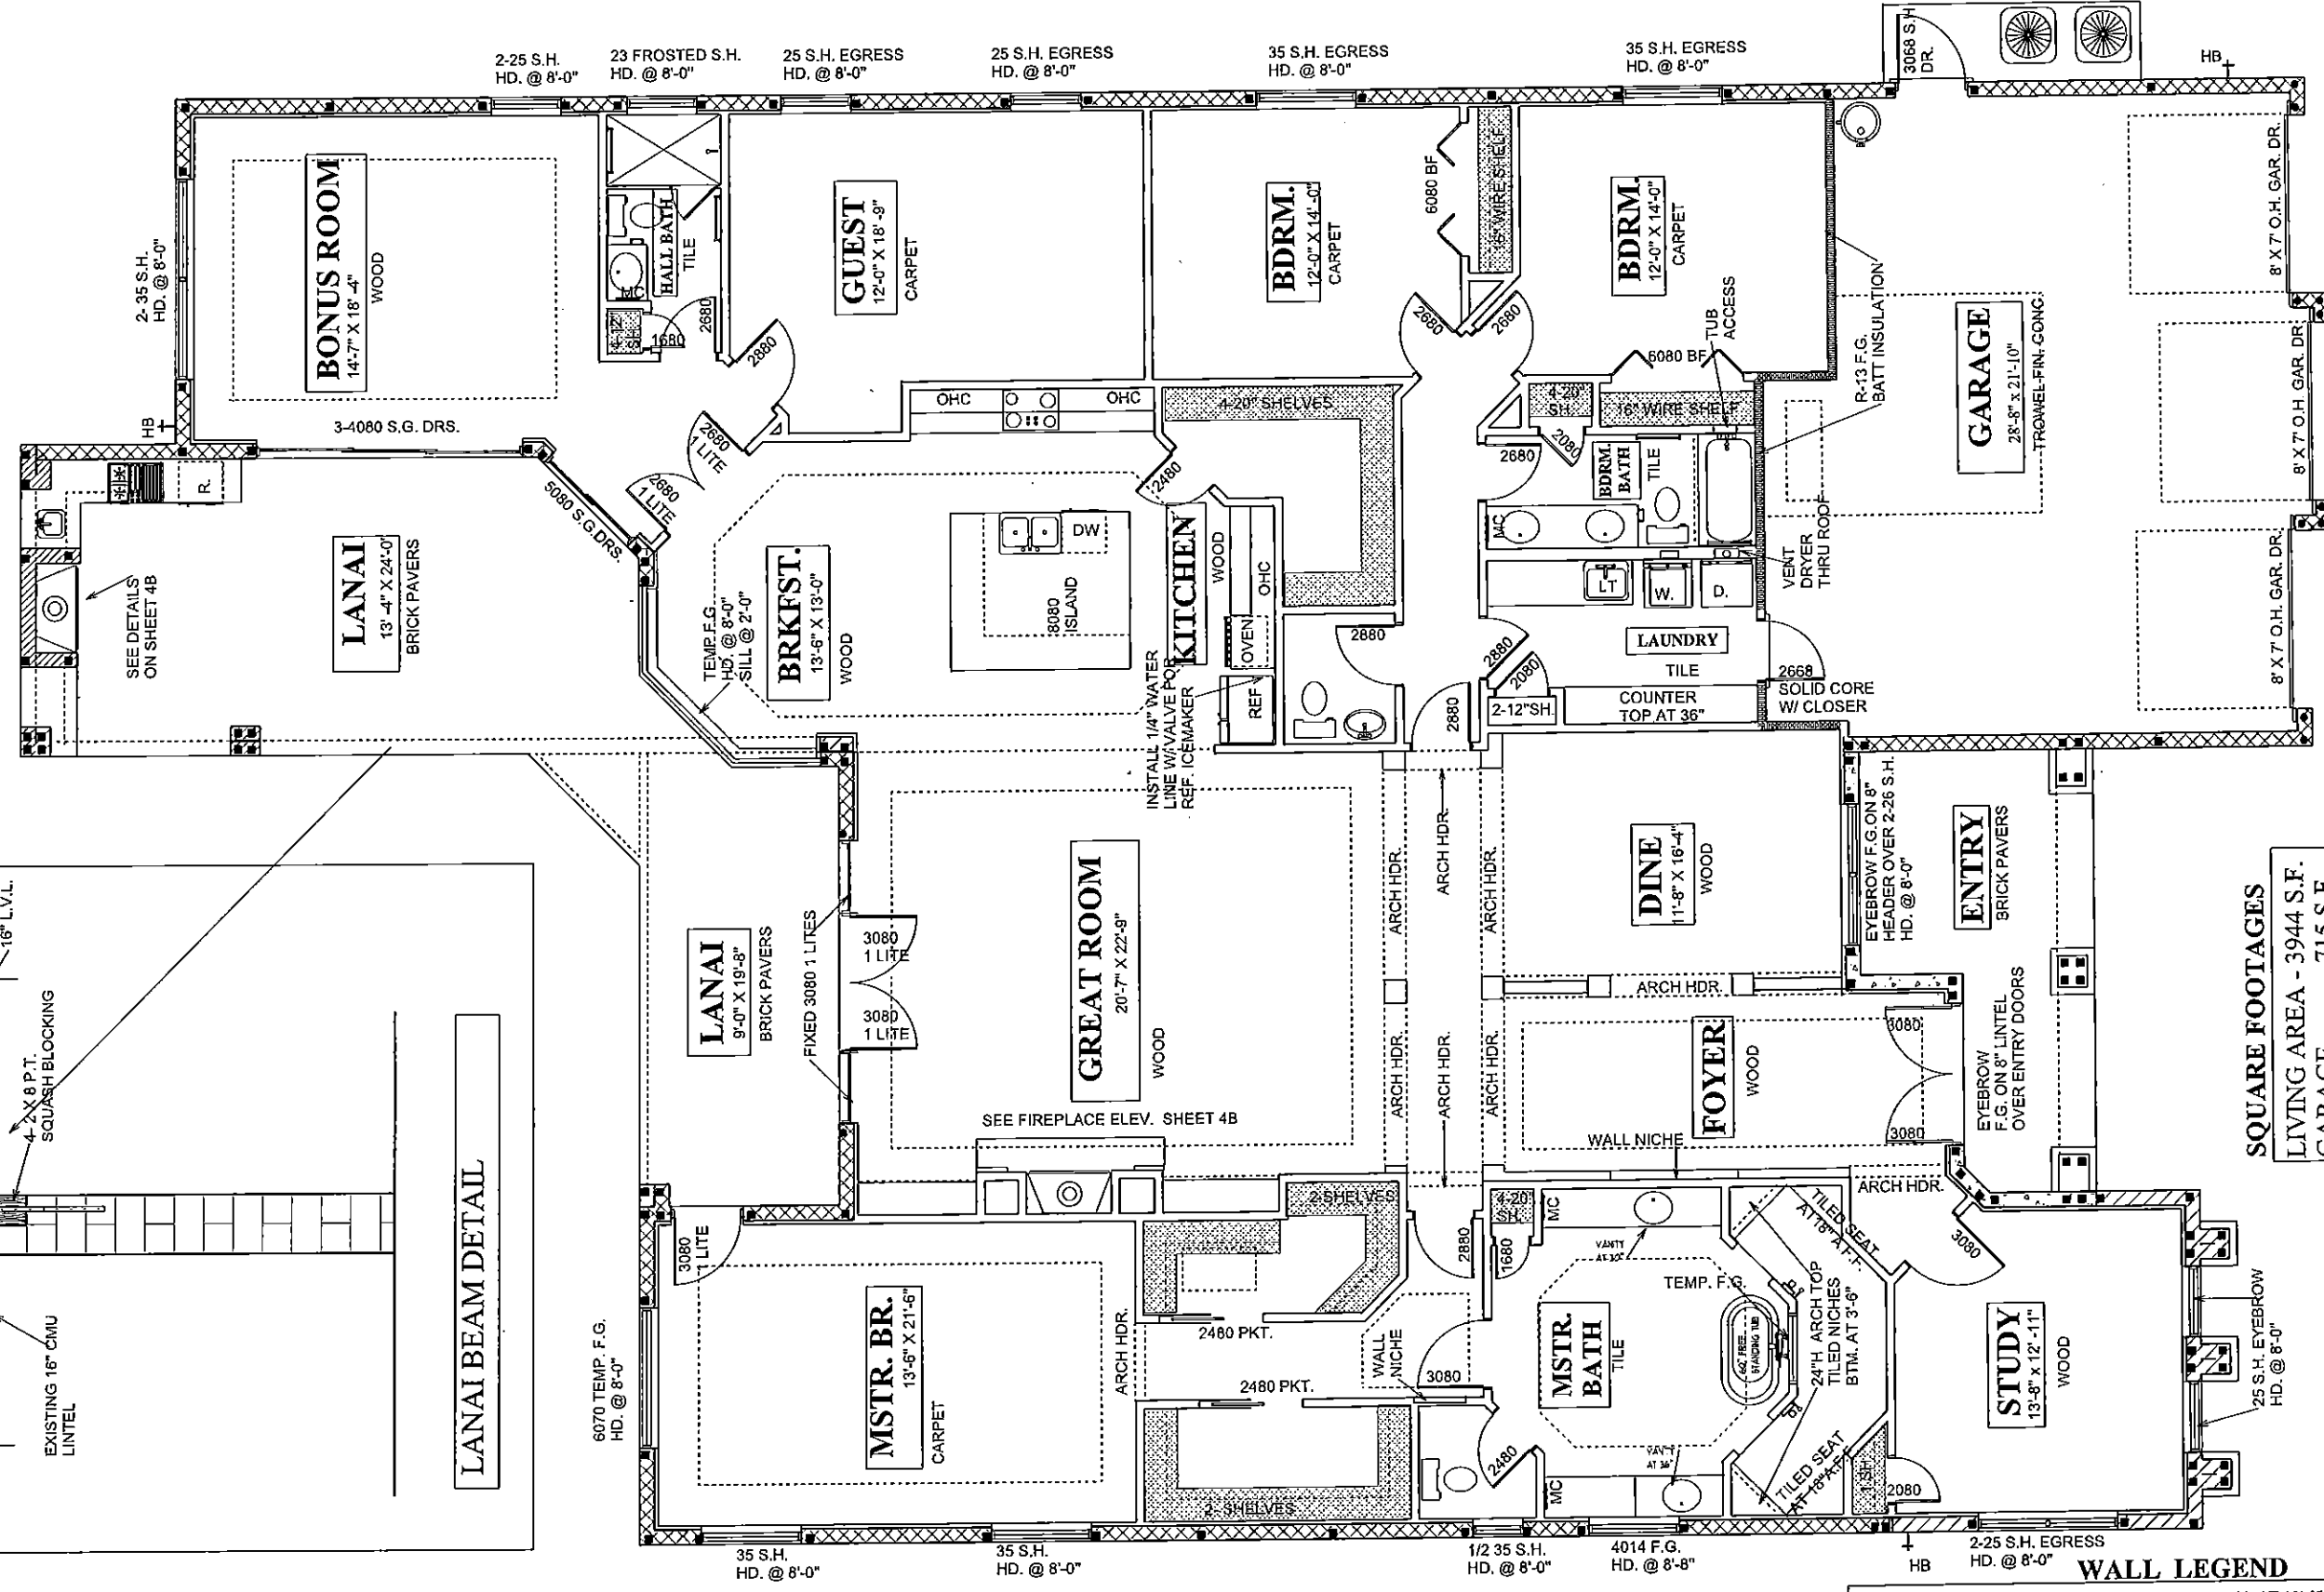 2-25 S.H.
HD. @ 8'-0"
23 FROSTED S.H.
HD. @ 8'-0"
25 S.H. EGRESS
HD. @ 8'-0"
25 S.H. EGRESS
HD. @ 8'-0"
35 S.H. EGRESS
HD. @ 8'-0"
35 S.H. EGRESS
HD. @ 8'-0"
3068 S.H
DR.
HB
2- 35 S.H.
HD. @ 8'-0"
BONUS ROOM
14'-7" X 18' -4"
WOOD
HALL BATH
TILE
MC
1680
2680
GUEST
12'-0" X 18' -9"
CARPET
2880
BDRM.
12'-0" X 14' -0"
CARPET
6080 BF
16" WIRE SHELF
2680
2680
BDRM.
12'-0" X 14'-0"
CARPET
6080 BF
TUB
ACCESS
R-13 F.G.
BATT INSULATION
GARAGE
28'-8" x 21'-10"
TROWEL FIN. CONC.
8' X 7' O.H. GAR. DR.
8' X 7' O.H. GAR. DR
8' X 7' O.H. GAR. DR.
HB
3-4080 S.G. DRS.
OHC
OHC
4-20" SHELVES
4-20"
SH.
16" WIRE SHELF
2080
2680
1 LITE
2680
1 LITE
5080 S.G.DRS.
R.
2480
2680
BDRM.
BATH
TILE
MC
LANAI
13' -4" X 24'-0"
BRICK PAVERS
SEE DETAILS
ON SHEET 4B
TEMP. F.G
HD. @ 8'-0"
SILL @ 2'-0"
BRKFST.
13'-6" X 13'-0"
WOOD
DW
8080
ISLAND
KITCHEN
WOOD
OHC
OVEN
REF
INSTALL 1/4" WATER
LINE W/VALVE FOR
REF. ICEMAKER
2880
2880
2880
2080
LT
W.
D.
VENT
DRYER
THRU ROOF
LAUNDRY
TILE
COUNTER
TOP AT 36"
2-12"SH.
2668
SOLID CORE
W/ CLOSER
16" L.V.L.
4- 2 X 8 P.T.
SQUASH BLOCKING
EXISTING 16" CMU
LINTEL
LANAI BEAM DETAIL
LANAI
9'-0" X 19'-8"
BRICK PAVERS
FIXED 3080 1 LITES
3080
1 LITE
3080
1 LITE
GREAT ROOM
20'-7" X 22'-9"
WOOD
SEE FIREPLACE ELEV. SHEET 4B
ARCH HDR.
ARCH HDR.
ARCH HDR.
ARCH HDR.
ARCH HDR.
ARCH HDR.
DINE
11'-8" X 16'-4"
WOOD
ARCH HDR.
EYEBROW F.G.ON 8"
HEADER OVER 2-26 S.H.
HD. @ 8'-0"
ENTRY
BRICK PAVERS
FOYER
WOOD
WALL NICHE
3080
3080
EYEBROW
F.G. ON 8" LINTEL
OVER ENTRY DOORS
ARCH HDR.
SQUARE FOOTAGES
LIVING AREA - 3944 S.F.
3080
1 LITE
6070 TEMP. F.G.
HD. @ 8'-0"
MSTR. BR.
13'-6" X 21'-6"
CARPET
ARCH HDR.
2-SHELVES
2480 PKT.
2480 PKT.
2- SHELVES
WALL
NICHE
2880
3080
2480
4-20"
SH.
1680
MC
VANITY
MSTR.
BATH
TILE
TEMP. F.G.
60" FREE
STANDING TUB
TILED SEAT
AT 18" A.F.F.
24"H ARCH TOP
TILED NICHES
BTM. AT 3'-6"
TILED SEAT
AT 18"A.F.F.
VANITY
AT 36"
MC
3080
STUDY
13'-8" x 12' -11"
WOOD
2080
25 S.H. EYEBROW
HD. @ 8'-0"
35 S.H.
HD. @ 8'-0"
35 S.H.
HD. @ 8'-0"
1/2 35 S.H.
HD. @ 8'-0"
4014 F.G.
HD. @ 8'-8"
HB
2-25 S.H. EGRESS
HD. @ 8'-0"
WALL LEGEND